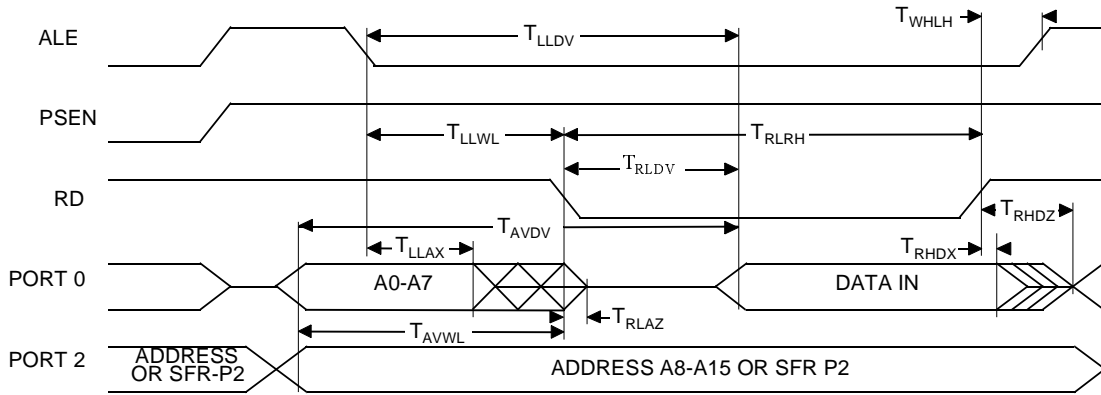 T_WHLH
ALE
T_LLDV
PSEN
T_LLWL
T_RLRH
T_RLDV
RD
T_AVDV
T_RHDZ
T_LLAX
T_RHDX
PORT 0
A0-A7
DATA IN
T_RLAZ
T_AVWL
PORT 2
ADDRESS
OR SFR-P2
ADDRESS A8-A15 OR SFR P2